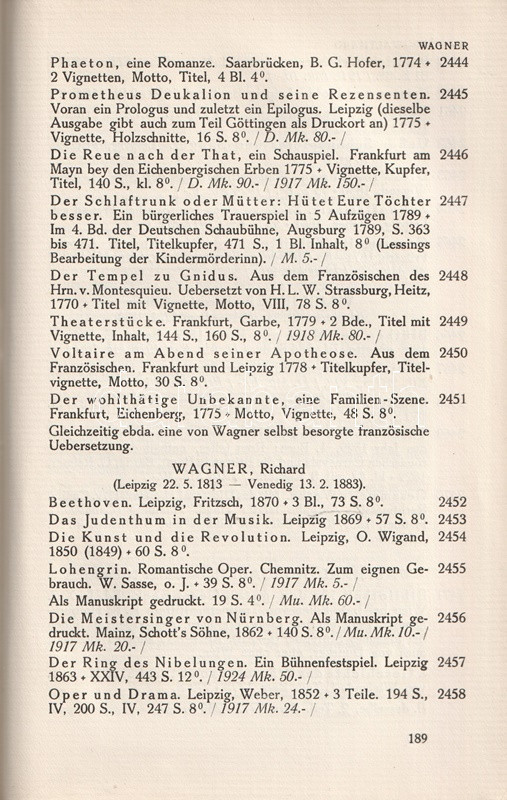 WAGNER
Phaeton, eine Romanze. Saarbrücken, B. G. Hofer, 1774 + 2444
2 Vignetten, Motto, Titel, 4 Bl. 4⁰.
Prometheus Deukalion und seine Rezensenten. 2445
Voran ein Prologus und zuletzt ein Epilogus. Leipzig (dieselbe
Ausgabe gibt auch zum Teil Göttingen als Druckort an) 1775 +
Vignette, Holzschnitte, 16 S. 8⁰. / D. Mk. 80.- /
Die Reue nach der That, ein Schauspiel. Frankfurt am 2446
Mayn bey den Eichenbergischen Erben 1775 + Vignette, Kupfer,
Titel, 140 S., kl. 8⁰. / D. Mk. 90.- / 1917 Mk. 150.- /
Der Schlaftrunk oder Mütter: Hütet Eure Töchter 2447
besser. Ein bürgerliches Trauerspiel in 5 Aufzügen 1789 +
Im 4. Bd. der Deutschen Schaubühne, Augsburg 1789, S. 363
bis 471. Titel, Titelkupfer, 471 S., 1 Bl. Inhalt, 8⁰ (Lessings
Bearbeitung der Kindermörderinn). / M. 5.- /
Der Tempel zu Gnidus. Aus dem Französischen des 2448
Hrn. v. Montesquieu. Uebersetzt von H. L. W. Strassburg, Heitz,
1770 + Titel mit Vignette, Motto, VIII, 78 S. 8⁰.
Theaterstücke. Frankfurt, Garbe, 1779 + 2 Bde., Titel mit 2449
Vignette, Inhalt, 144 S., 160 S., 8⁰. / 1918 Mk. 80.- /
Voltaire am Abend seiner Apotheose. Aus dem 2450
Französischen. Frankfurt und Leipzig 1778 + Titelkupfer, Titel-
vignette, Motto, 30 S. 8⁰.
Der wohlthätige Unbekannte, eine Familien-Szene. 2451
Frankfurt, Eichenberg, 1775 + Motto, Vignette, 48 S. 8⁰.
Gleichzeitig ebda. eine von Wagner selbst besorgte französische
Uebersetzung.
WAGNER, Richard
(Leipzig 22. 5. 1813 — Venedig 13. 2. 1883).
Beethoven. Leipzig, Fritzsch, 1870 + 3 Bl., 73 S. 8⁰. 2452
Das Judenthum in der Musik. Leipzig 1869 + 57 S. 8⁰. 2453
Die Kunst und die Revolution. Leipzig, O. Wigand, 2454
1850 (1849) + 60 S. 8⁰.
Lohengrin. Romantische Oper. Chemnitz. Zum eignen Ge- 2455
brauch. W. Sasse, o. J. + 39 S. 8⁰. / 1917 Mk. 5.- /
Als Manuskript gedruckt. 19 S. 4⁰. / Mu. Mk. 60.- /
Die Meistersinger von Nürnberg. Als Manuskript ge- 2456
druckt. Mainz, Schott's Söhne, 1862 + 140 S. 8⁰. / Mu. Mk. 10.- /
1917 Mk. 20.- /
Der Ring des Nibelungen. Ein Bühnenfestspiel. Leipzig 2457
1863 + XXIV, 443 S. 12⁰. / 1924 Mk. 50.- /
Oper und Drama. Leipzig, Weber, 1852 + 3 Teile. 194 S., 2458
IV, 200 S., IV, 247 S. 8⁰. / 1917 Mk. 24.- /
189